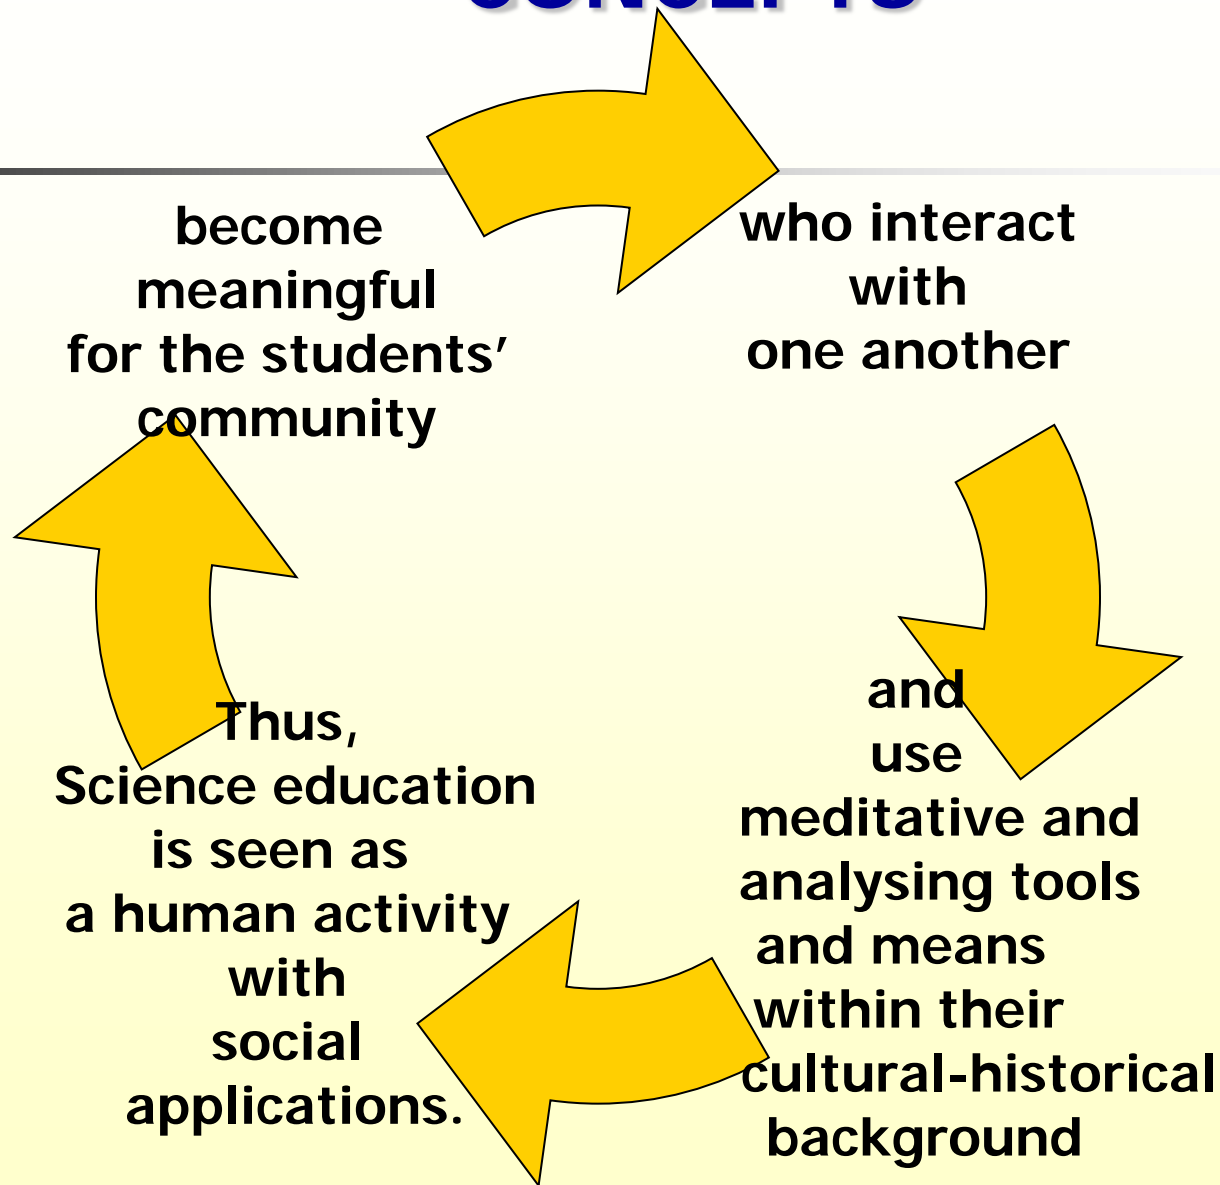 CONCEPTS
become
meaningful
for the students'
community
who interact
with
one another
and
use
meditative and
analysing tools
and means
within their
cultural-historical
background
Thus,
Science education
is seen as
a human activity
with
social
applications.